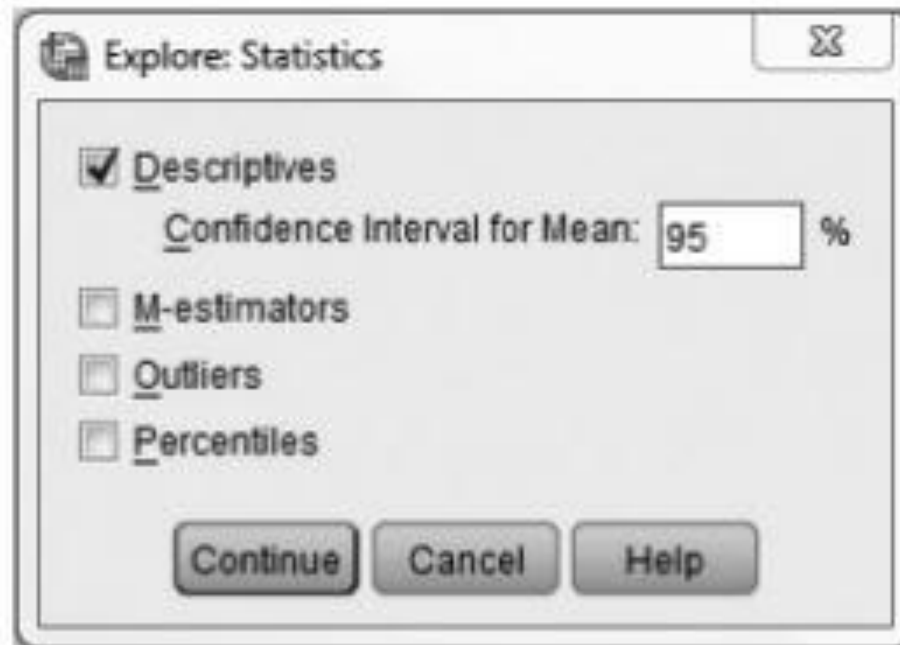 Explore: Statistics
Descriptives
Confidence Interval for Mean: 95 %
M-estimators
Outliers
Percentiles
Continue Cancel Help